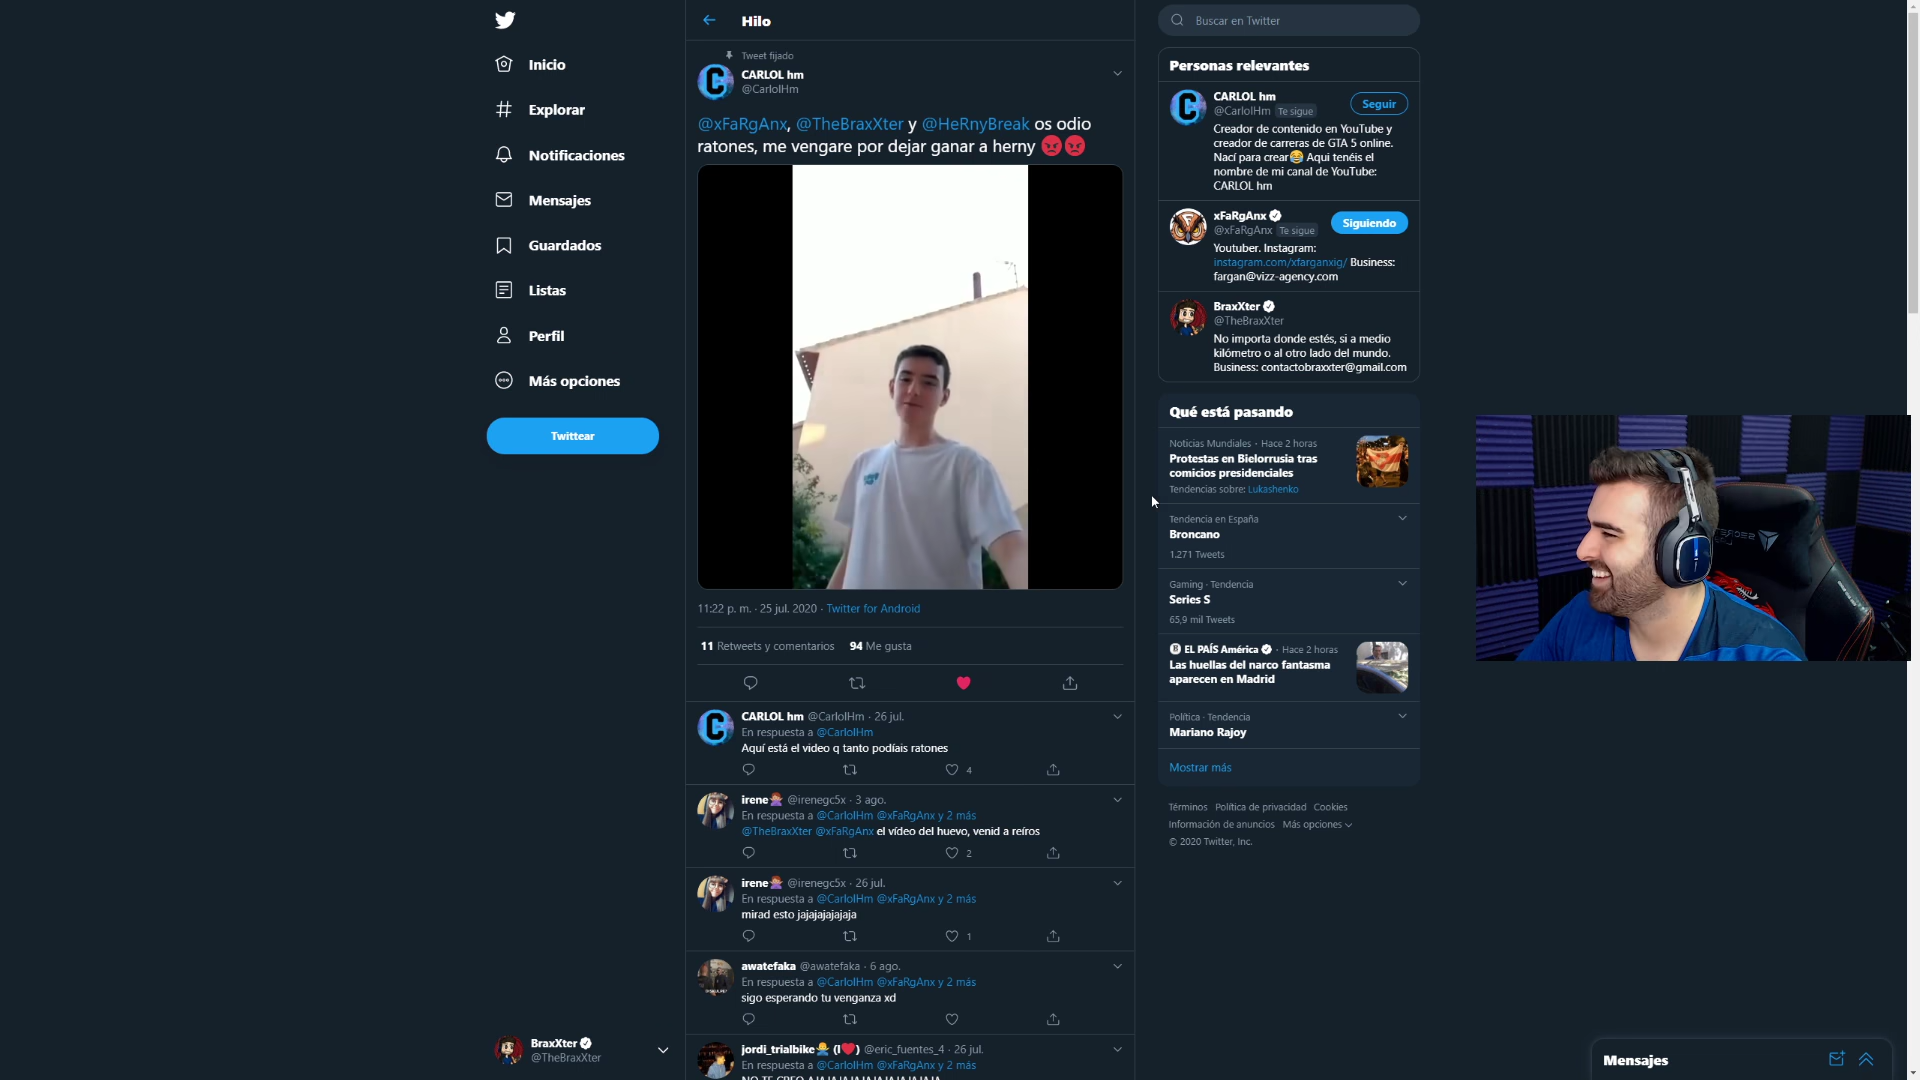 Inicio
Explorar
Notificaciones
Mensajes
Guardados
Listas
Perfil
Más opciones
Twittear
BraxXter
@TheBraxXter
Hilo
Tweet fijado
CARLOL hm
@CarlolHm
@xFaRgAnx, @TheBraxXter y @HeRnyBreak os odio
ratones, me vengare por dejar ganar a herny 😡😡
11:22 p. m. · 25 jul. 2020 · Twitter for Android
11 Retweets y comentarios 94 Me gusta
CARLOL hm @CarlolHm · 26 jul.
En respuesta a @CarlolHm
Aquí está el video q tanto podíais ratones
4
irene @irenegc5x · 3 ago.
En respuesta a @CarlolHm @xFaRgAnx y 2 más
@TheBraxXter @xFaRgAnx el vídeo del huevo, venid a reíros
2
irene @irenegc5x · 26 jul.
En respuesta a @CarlolHm @xFaRgAnx y 2 más
mirad esto jajajajajajaja
1
awatefaka @awatefaka · 6 ago.
En respuesta a @CarlolHm @xFaRgAnx y 2 más
sigo esperando tu venganza xd
jordi_trialbike (I❤️) @eric_fuentes_4 · 26 jul.
En respuesta a @CarlolHm @xFaRgAnx y 2 más
Buscar en Twitter
Personas relevantes
CARLOL hm
@CarlolHm Te sigue
Seguir
Creador de contenido en YouTube y
creador de carreras de GTA 5 online.
Nací para crear😂 Aqui tenéis el
nombre de mi canal de YouTube:
CARLOL hm
xFaRgAnx
@xFaRgAnx Te sigue
Siguiendo
Youtuber. Instagram:
instagram.com/xfarganxig/ Business:
fargan@vizz-agency.com
BraxXter
@TheBraxXter
No importa donde estés, si a medio
kilómetro o al otro lado del mundo.
Business: contactobraxxter@gmail.com
Qué está pasando
Noticias Mundiales · Hace 2 horas
Protestas en Bielorrusia tras
comicios presidenciales
Tendencias sobre: Lukashenko
Tendencia en España
Broncano
1.271 Tweets
Gaming · Tendencia
Series S
65,9 mil Tweets
EL PAÍS América · Hace 2 horas
Las huellas del narco fantasma
aparecen en Madrid
Política · Tendencia
Mariano Rajoy
Mostrar más
Términos Política de privacidad Cookies
Información de anuncios Más opciones
© 2020 Twitter, Inc.
Mensajes